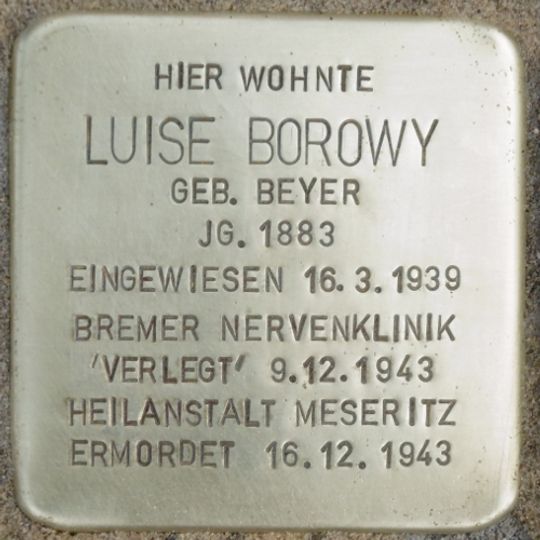 HIER WOHNTE
LUISE BOROWY
GEB. BEYER
JG. 1883
EINGEWIESEN 16.3.1939
BREMER NERVENKLINIK
'VERLEGT' 9.12.1943
HEILANSTALT MESERITZ
ERMORDET 16.12.1943